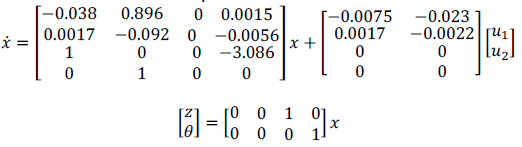 ẋ = [−0.038 0.896 0 0.0015; 0.0017 −0.092 0 −0.0056; 1 0 0 −3.086; 0 1 0 0] x + [−0.0075 −0.023; 0.0017 −0.0022; 0 0; 0 0] [u₁; u₂]
[z; θ] = [0 0 1 0; 0 0 0 1] x